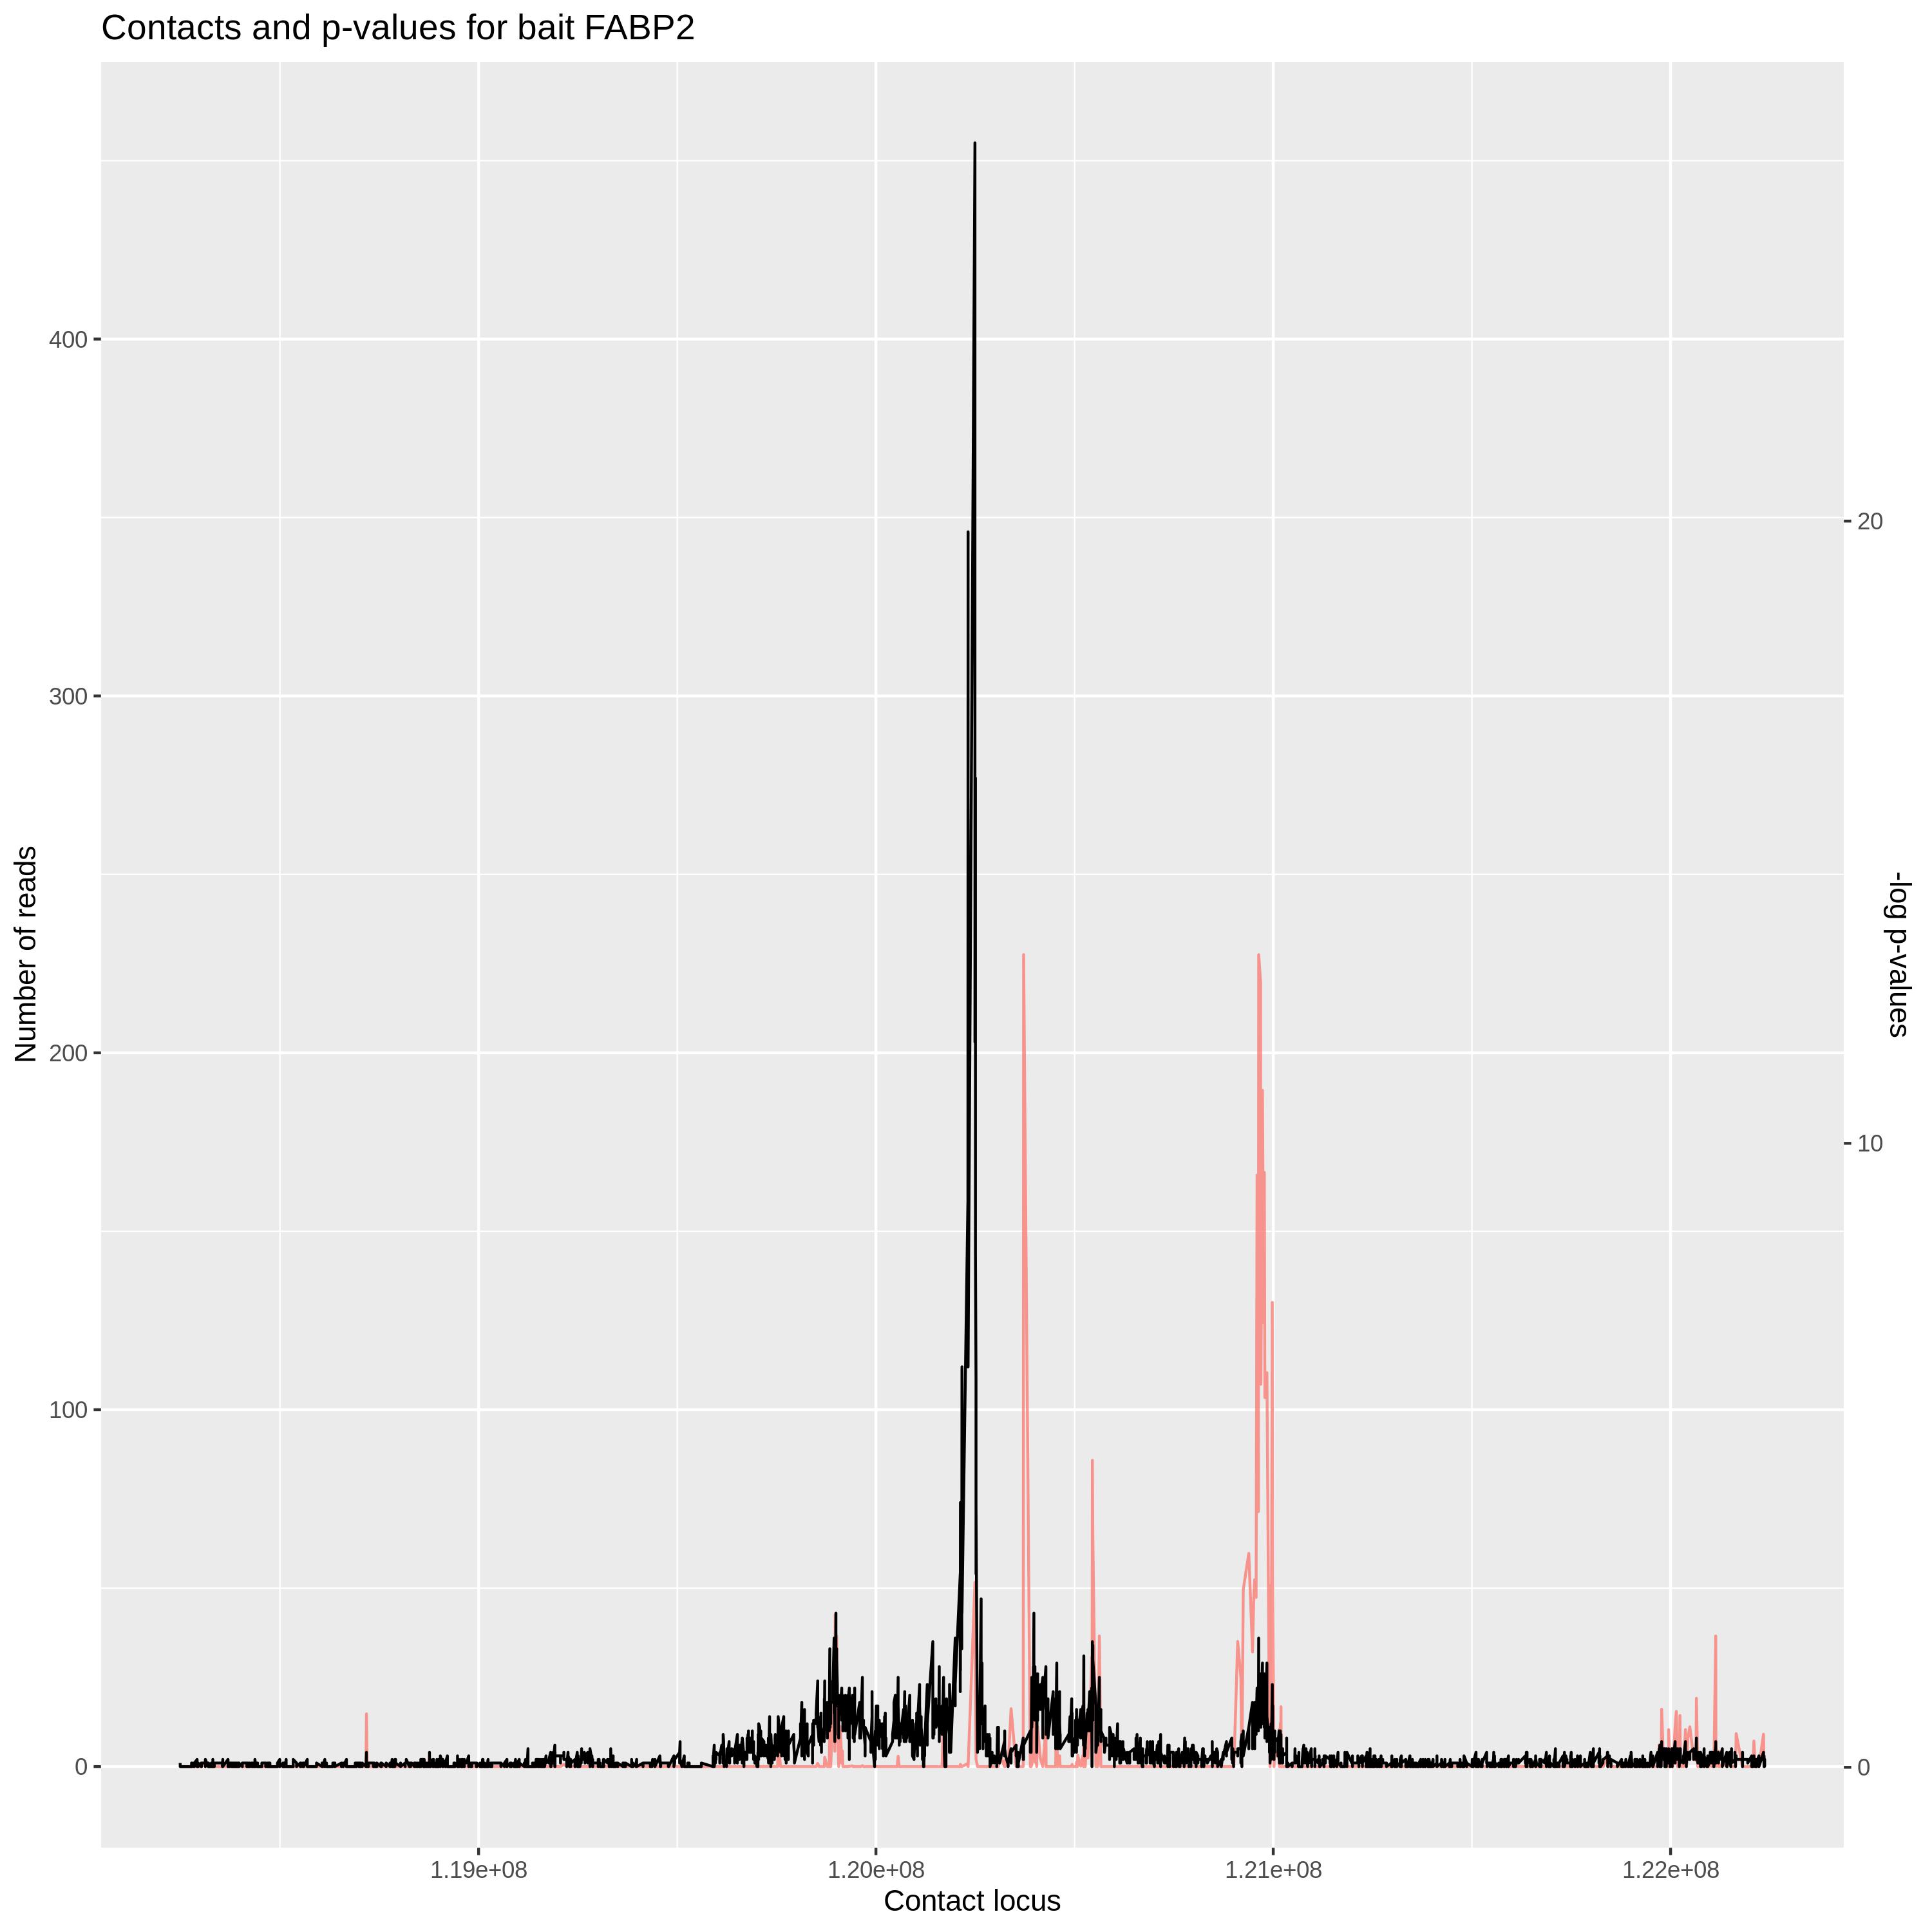 Contacts and p-values for bait FABP2
Number of reads
400
300
200
100
0
20
10
0
-log p-values
1.19e+08
1.20e+08
1.21e+08
1.22e+08
Contact locus